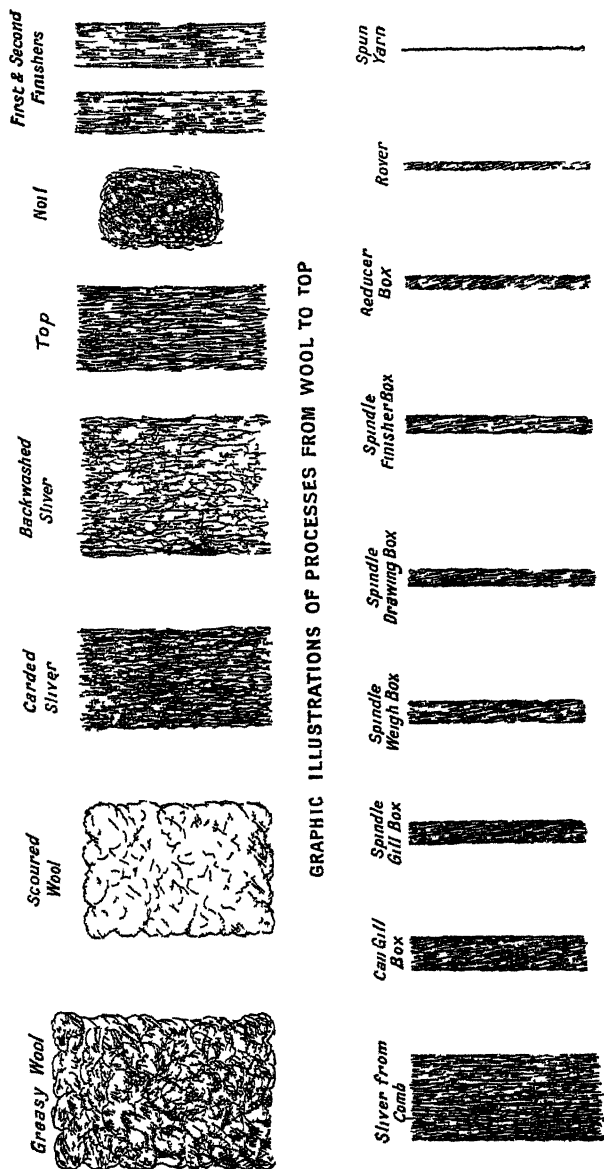 Greasy Wool
Scoured
Wool
Carded
Sliver
Backwashed
Sliver
Top
Noil
First & Second
Finishers
GRAPHIC ILLUSTRATIONS OF PROCESSES FROM WOOL TO TOP
Sliver from
Comb
Can Gill
Box
Spindle
Gill Box
Spindle
Weigh Box
Spindle
Drawing Box
Spindle
Finisher Box
Reducer
Box
Rover
Spun
Yarn